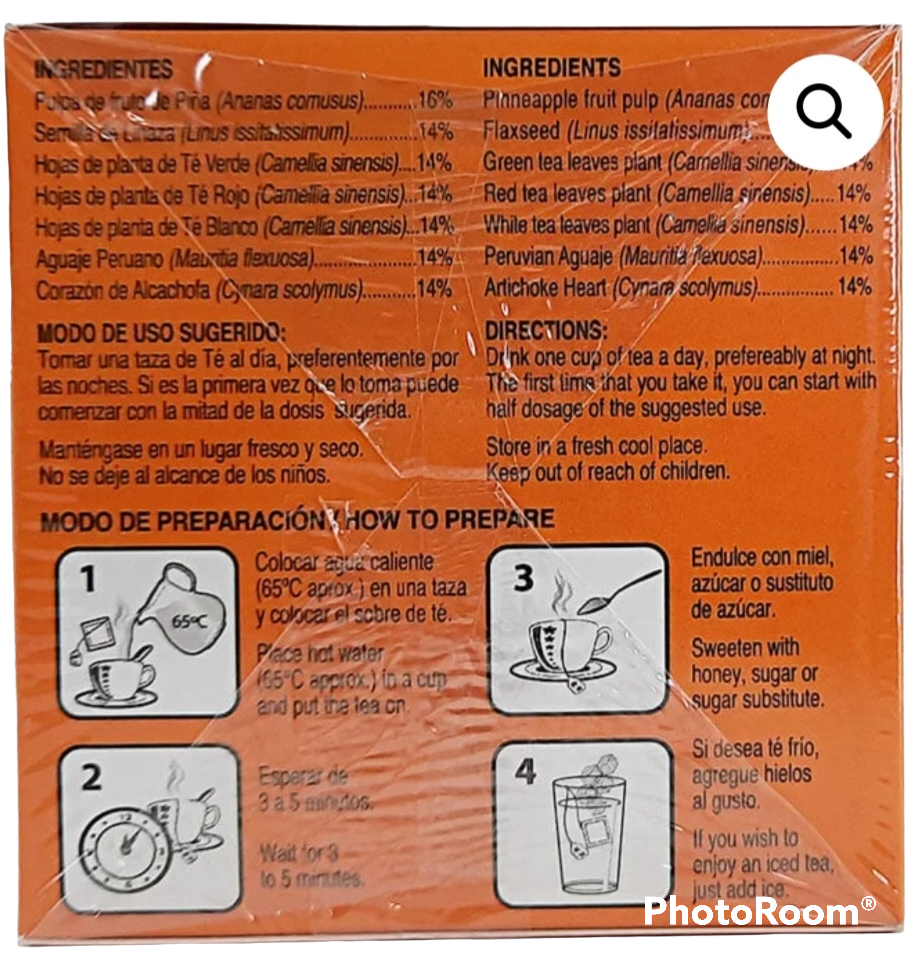 INGREDIENTES
Pulpa de fruto de Piña (Ananas comusus)..........16%
Semilla de Linaza (Linus issitalissimum).............14%
Hojas de planta de Té Verde (Camellia sinensis)....14%
Hojas de planta de Té Rojo (Camellia sinensis)...14%
Hojas de planta de Té Blanco (Camellia sinensis)...14%
Aguaje Peruano (Mauritia flexuosa)....................14%
Corazón de Alcachofa (Cynara scolymus)..........14%
MODO DE USO SUGERIDO:
Tomar una taza de Té al día, preferentemente por
las noches. Si es la primera vez que lo toma puede
comenzar con la mitad de la dosis sugerida.
Manténgase en un lugar fresco y seco.
No se deje al alcance de los niños.
INGREDIENTS
Pinneapple fruit pulp (Ananas
Flaxseed (Linus issitalissimum)...
Green tea leaves plant (Camellia
Red tea leaves plant (Camellia sinensis).....14%
White tea leaves plant (Camellia sinensis)......14%
Peruvian Aguaje (Mauritia flexuosa)..................14%
Artichoke Heart (Cynara scolymus)................14%
DIRECTIONS:
Drink one cup of tea a day, prefereably at night.
The first time that you take it, you can start with
half dosage of the suggested use.
Store in a fresh cool place.
Keep out of reach of children.
MODO DE PREPARACIÓN / HOW TO PREPARE
1
65ºC
Colocar agua caliente
(65ºC aprox.) en una taza
y colocar el sobre de té.
Place hot water
(65°C approx.) in a cup
and put the tea on.
2
12
3
6
9
Esperar de
3 a 5 minutos.
Wait for 3
to 5 minutes.
3
Endulce con miel,
azúcar o sustituto
de azúcar.
Sweeten with
honey, sugar or
sugar substitute.
4
Si desea té frío,
agregue hielos
al gusto.
If you wish to
enjoy an iced tea,
just add ice.
PhotoRoom®